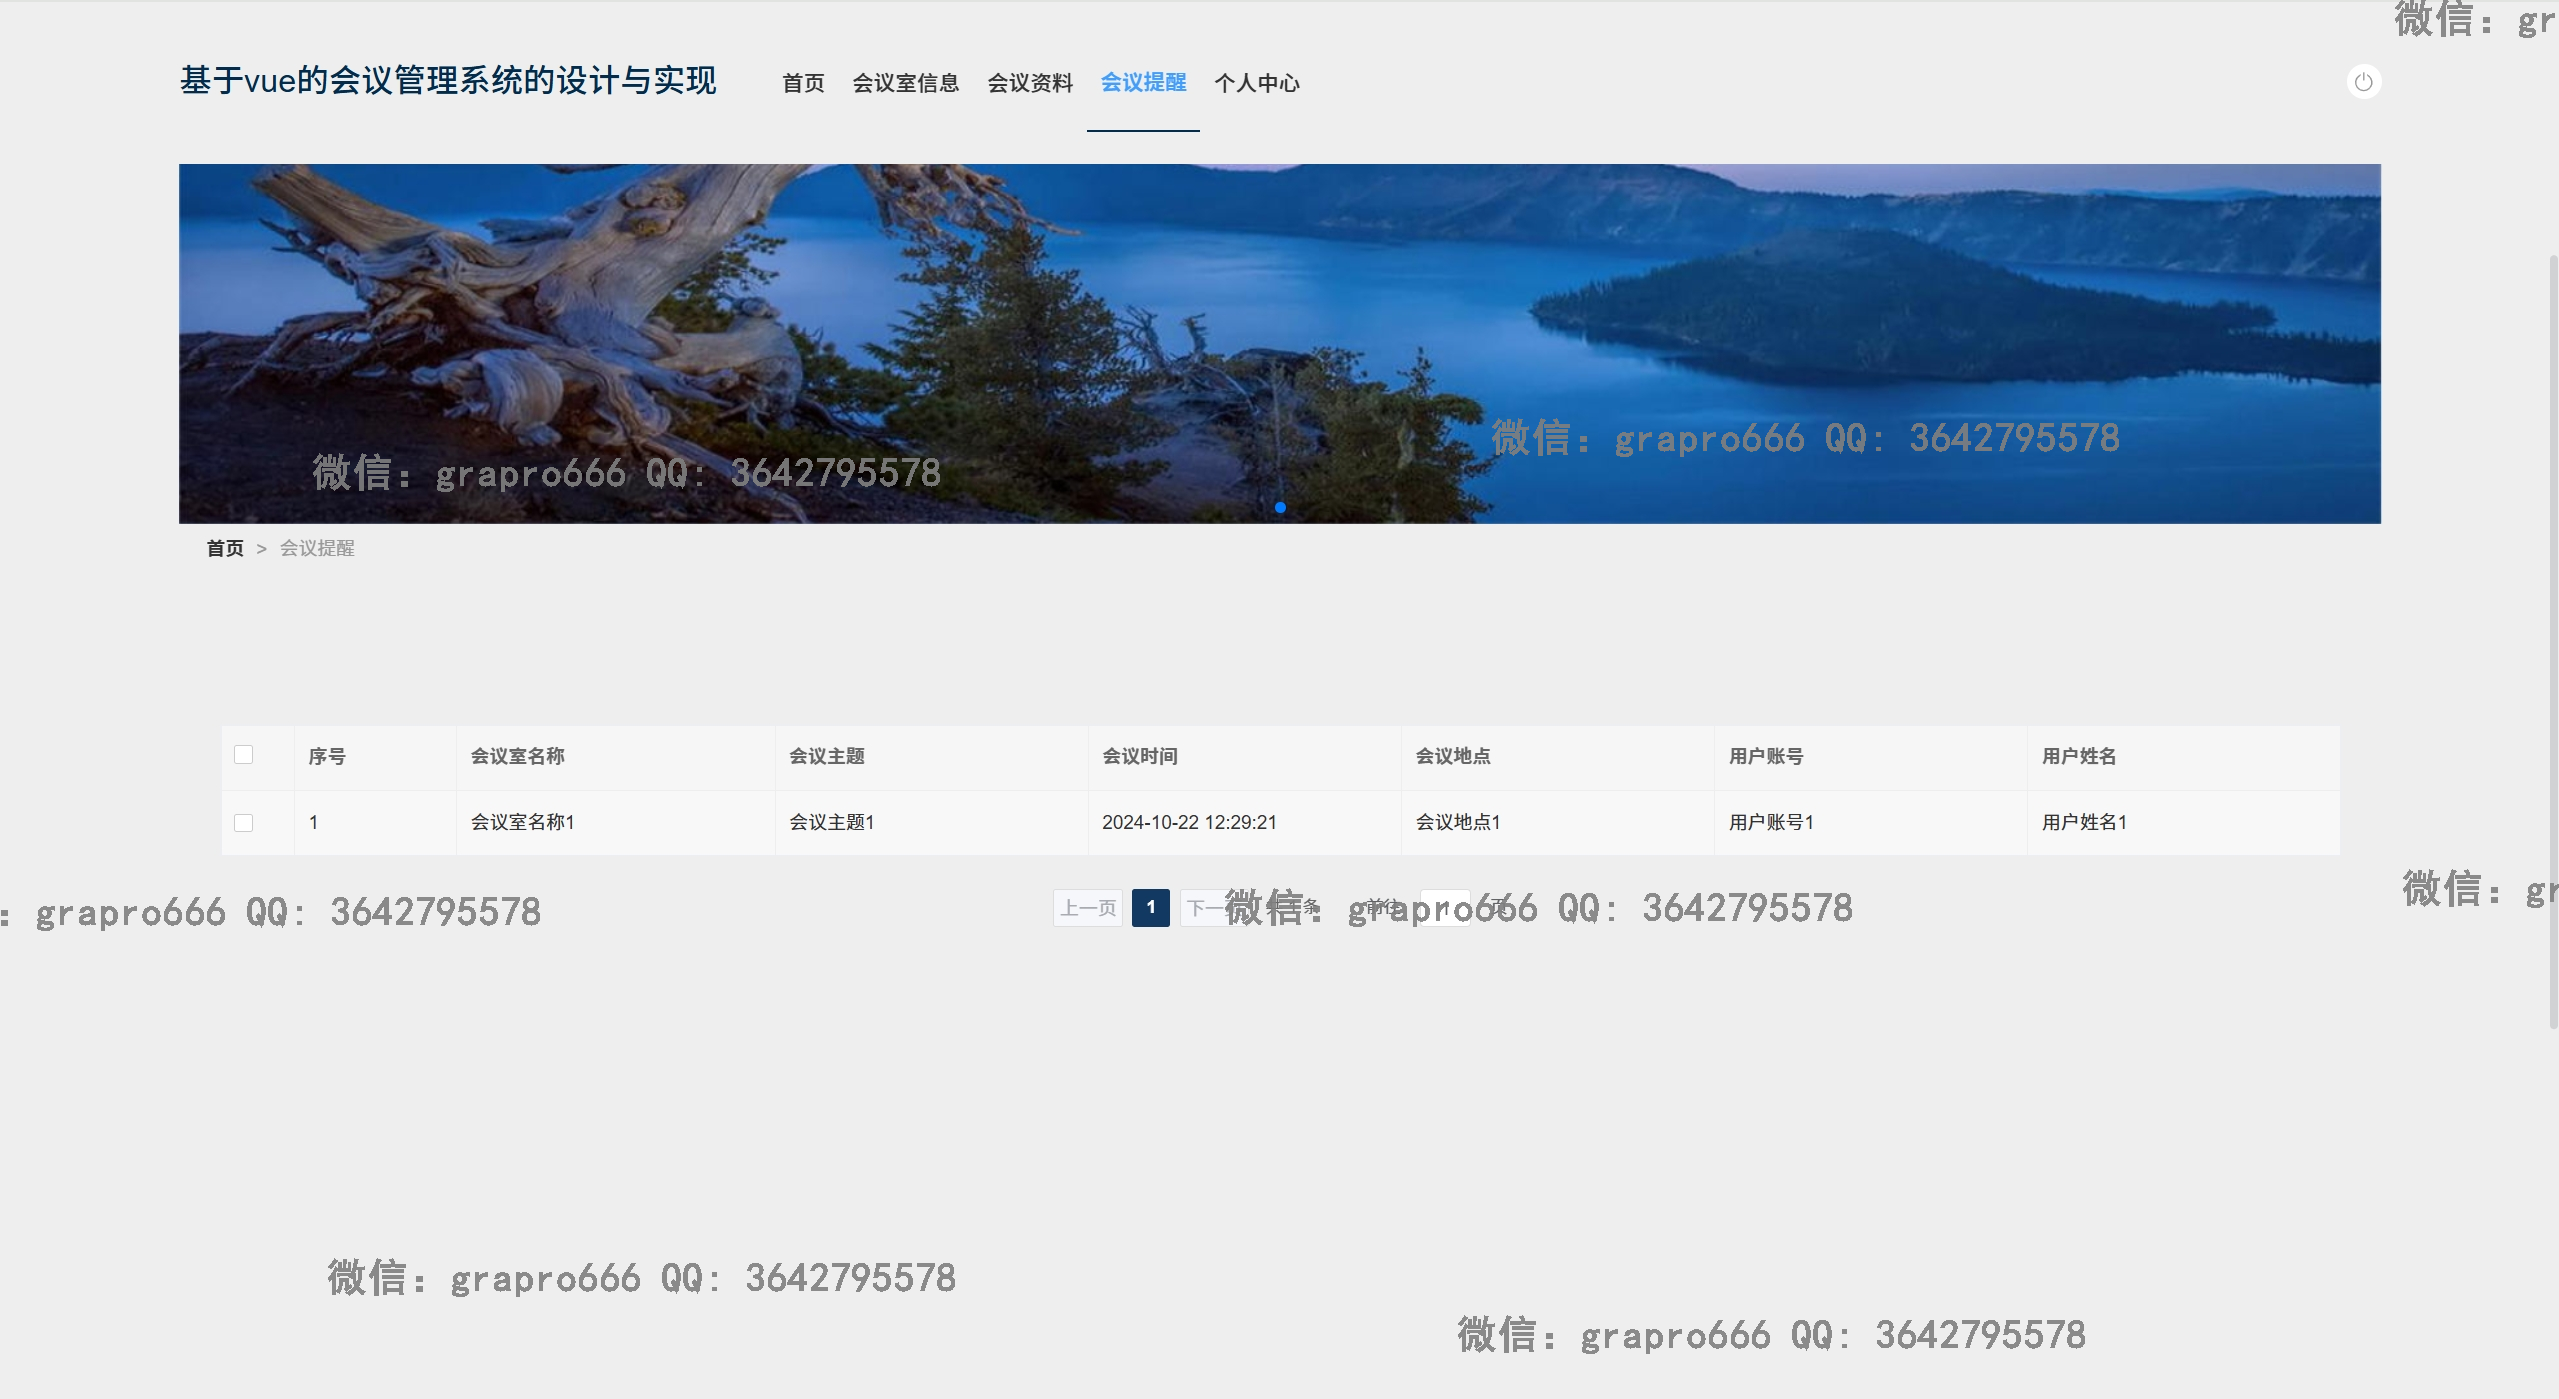 微信: gr
基于vue的会议管理系统的设计与实现 首页 会议室信息 会议资料 会议提醒 个人中心
微信: grapro666 QQ: 3642795578
微信: grapro666 QQ: 3642795578
首页 > 会议提醒
序号 会议室名称 会议主题 会议时间 会议地点 用户账号 用户姓名
1 会议室名称1 会议主题1 2024-10-22 12:29:21 会议地点1 用户账号1 用户姓名1
微信: gr
: grapro666 QQ: 3642795578
上一页 1 下一 条 前往 页
微信: grapro666 QQ: 3642795578
微信: grapro666 QQ: 3642795578
微信: grapro666 QQ: 3642795578